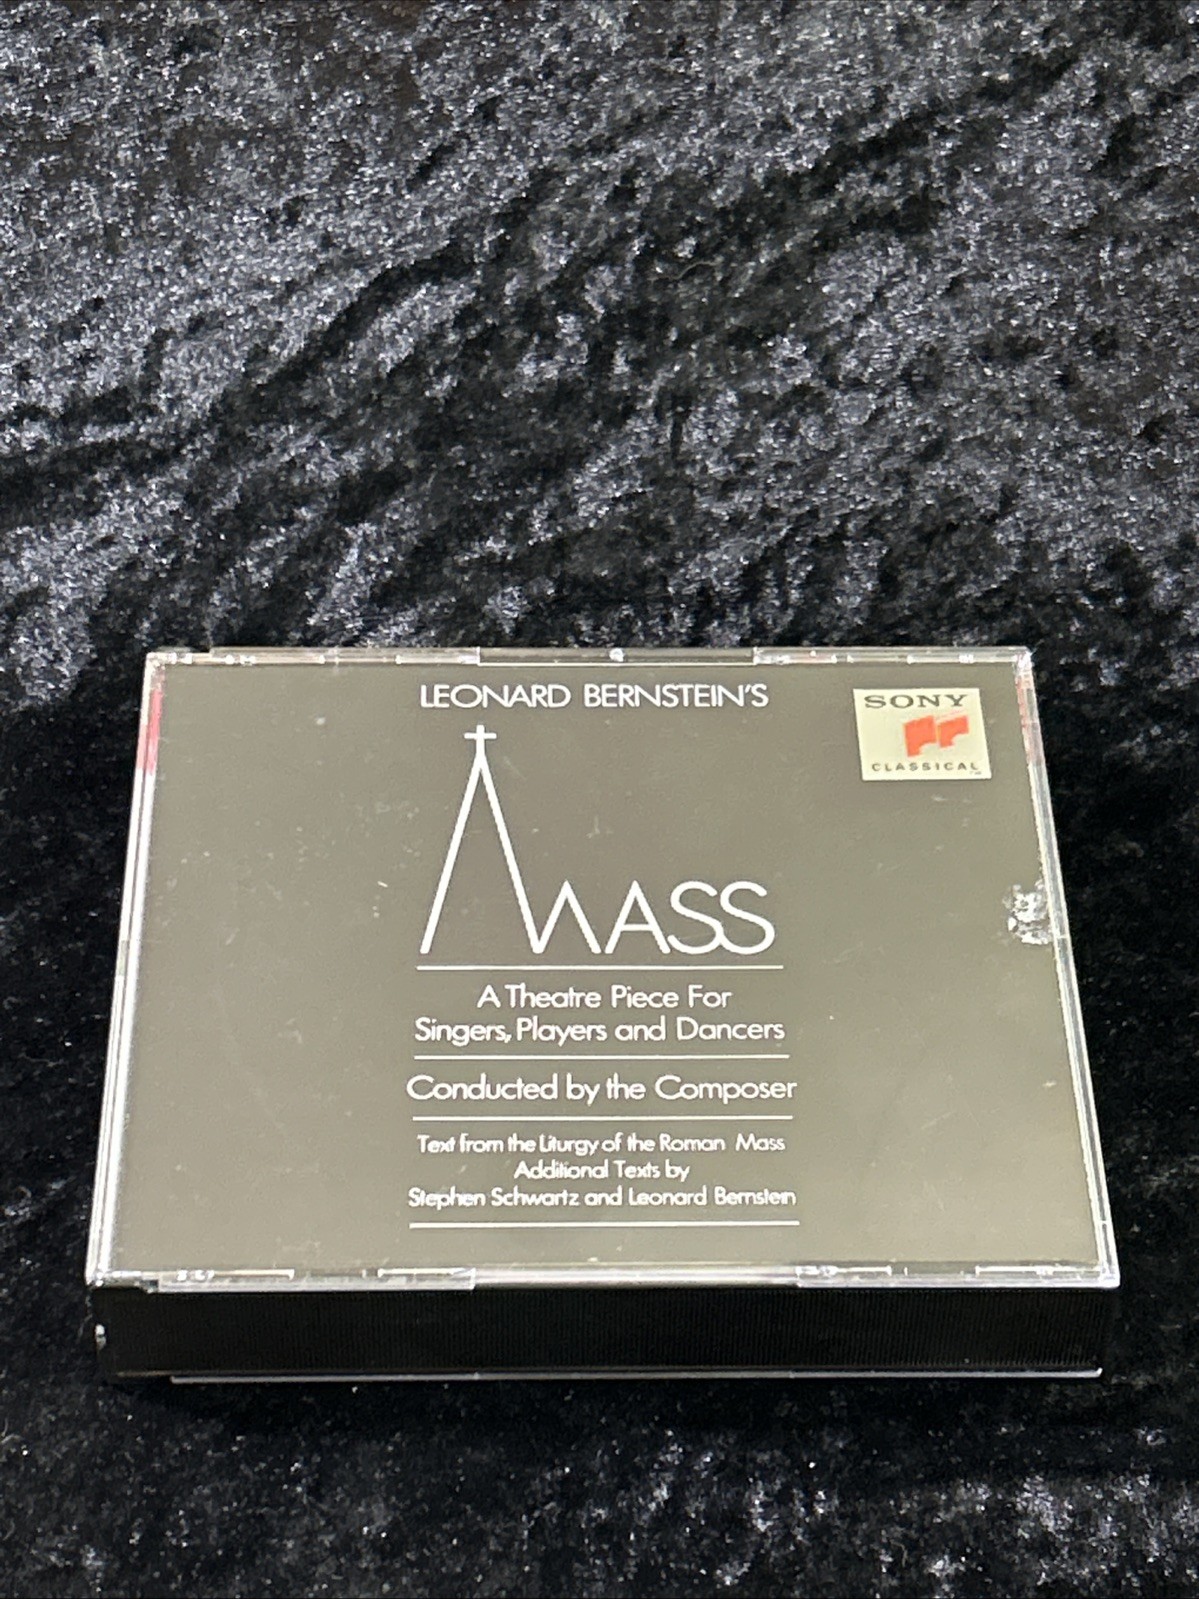 LEONARD BERNSTEIN'S
SONY
CLASSICAL
MASS
A Theatre Piece For
Singers, Players and Dancers
Conducted by the Composer
Text from the Liturgy of the Roman Mass
Additional Texts by
Stephen Schwartz and Leonard Bernstein